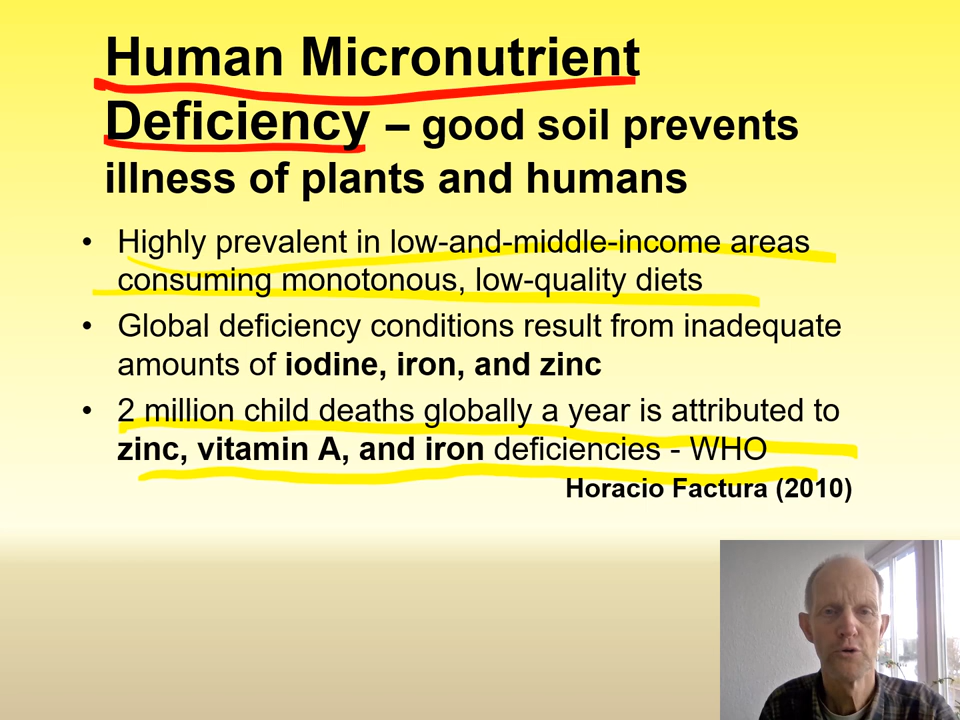 Human Micronutrient
Deficiency – good soil prevents
illness of plants and humans
• Highly prevalent in low-and-middle-income areas
consuming monotonous, low-quality diets
• Global deficiency conditions result from inadequate
amounts of iodine, iron, and zinc
• 2 million child deaths globally a year is attributed to
zinc, vitamin A, and iron deficiencies - WHO
Horacio Factura (2010)